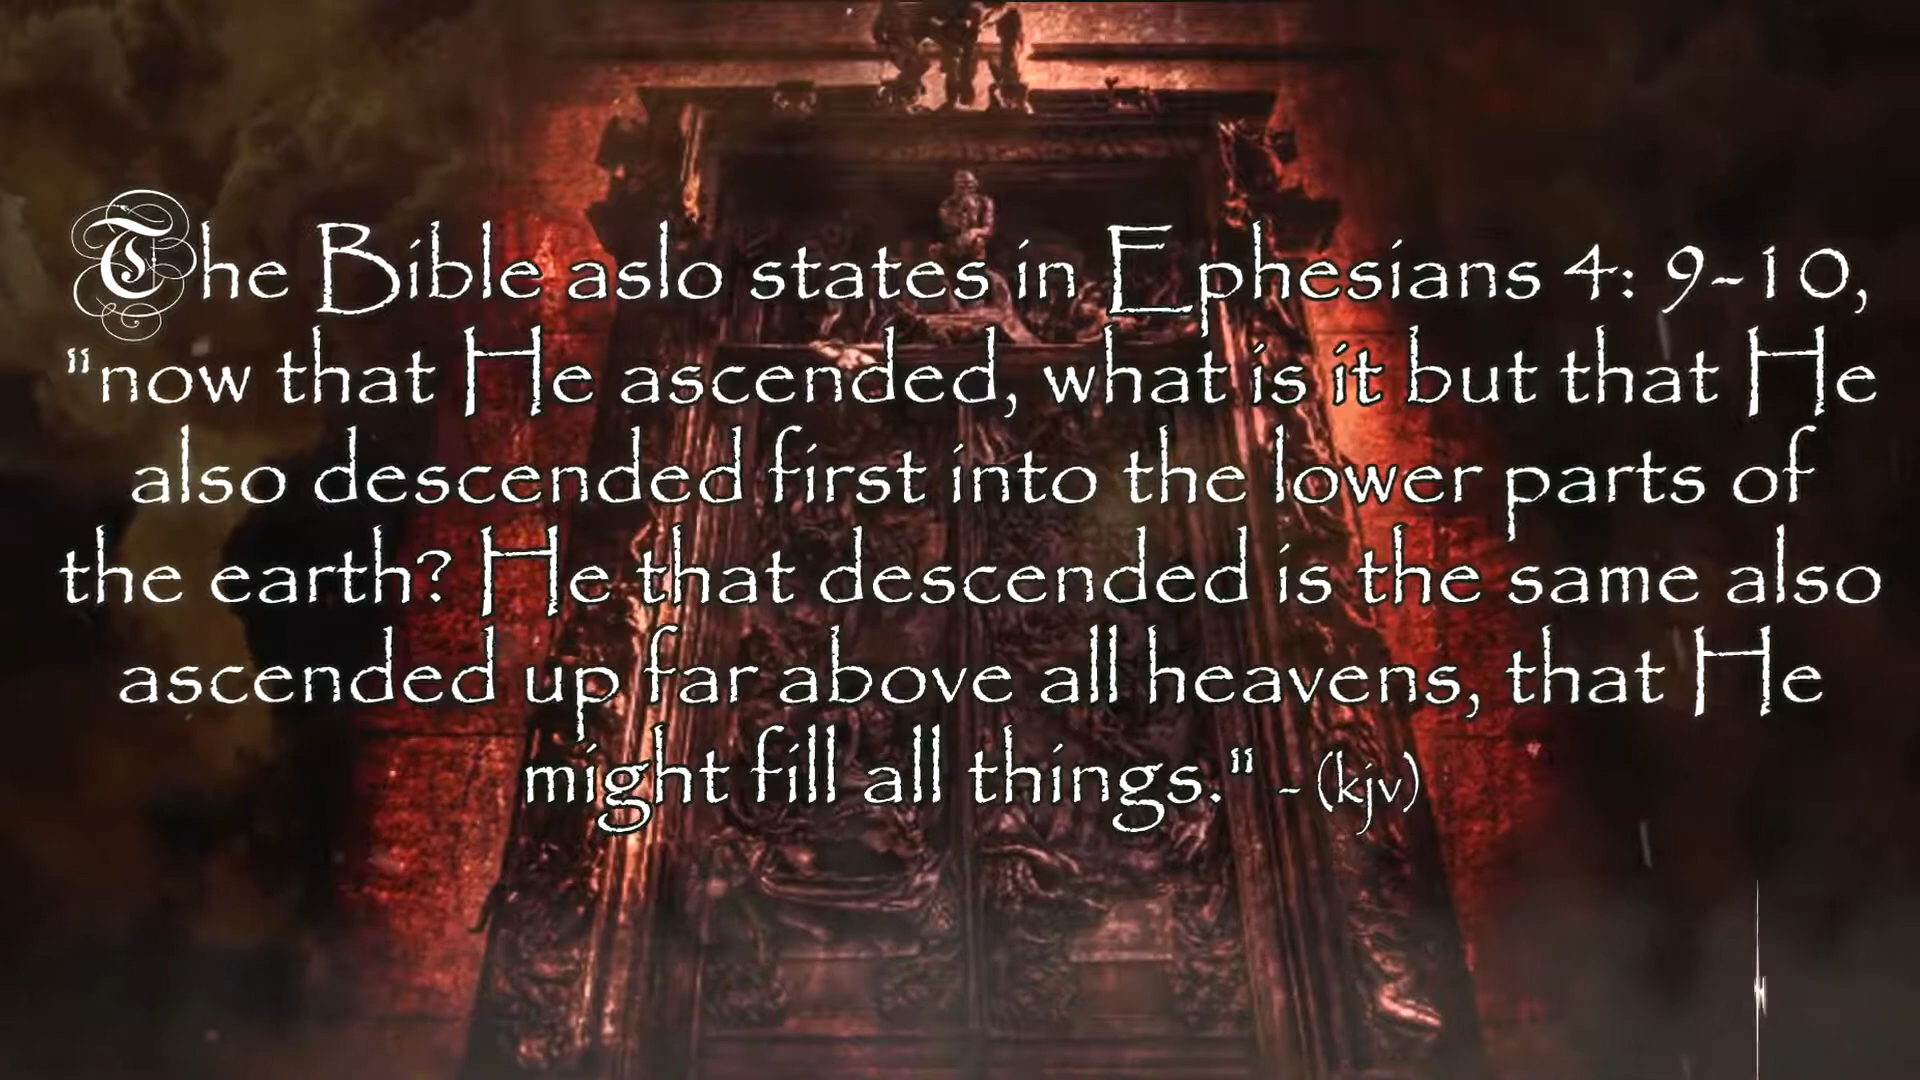 The Bible aslo states in Ephesians 4: 9-10,
"now that He ascended, what is it but that He
also descended first into the lower parts of
the earth? He that descended is the same also
ascended up far above all heavens, that He
might fill all things." - (kjv)